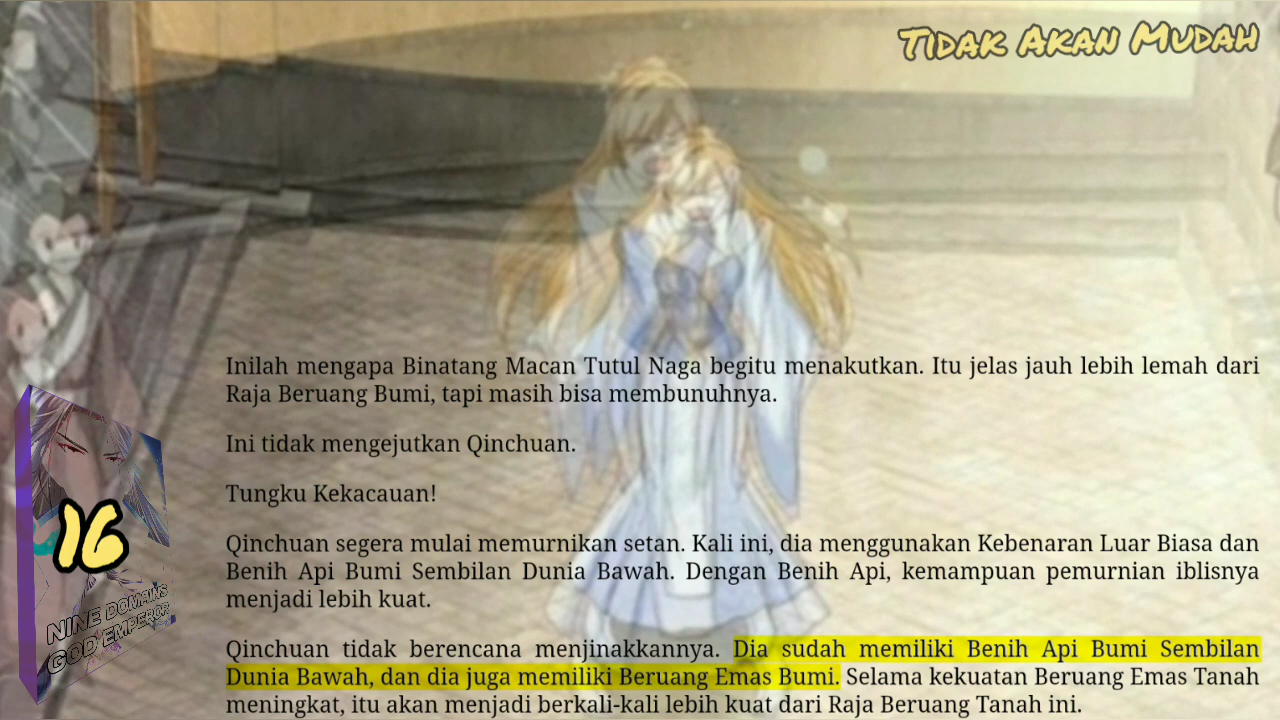 Tidak Akan Mudah
Inilah mengapa Binatang Macan Tutul Naga begitu menakutkan. Itu jelas jauh lebih lemah dari
Raja Beruang Bumi, tapi masih bisa membunuhnya.
Ini tidak mengejutkan Qinchuan.
Tungku Kekacauan!
Qinchuan segera mulai memurnikan setan. Kali ini, dia menggunakan Kebenaran Luar Biasa dan
Benih Api Bumi Sembilan Dunia Bawah. Dengan Benih Api, kemampuan pemurnian iblisnya
menjadi lebih kuat.
Qinchuan tidak berencana menjinakkannya. Dia sudah memiliki Benih Api Bumi Sembilan
Dunia Bawah, dan dia juga memiliki Beruang Emas Bumi. Selama kekuatan Beruang Emas Tanah
meningkat, itu akan menjadi berkali-kali lebih kuat dari Raja Beruang Tanah ini.
16
NINE DOMAINS
GOD EMPEROR